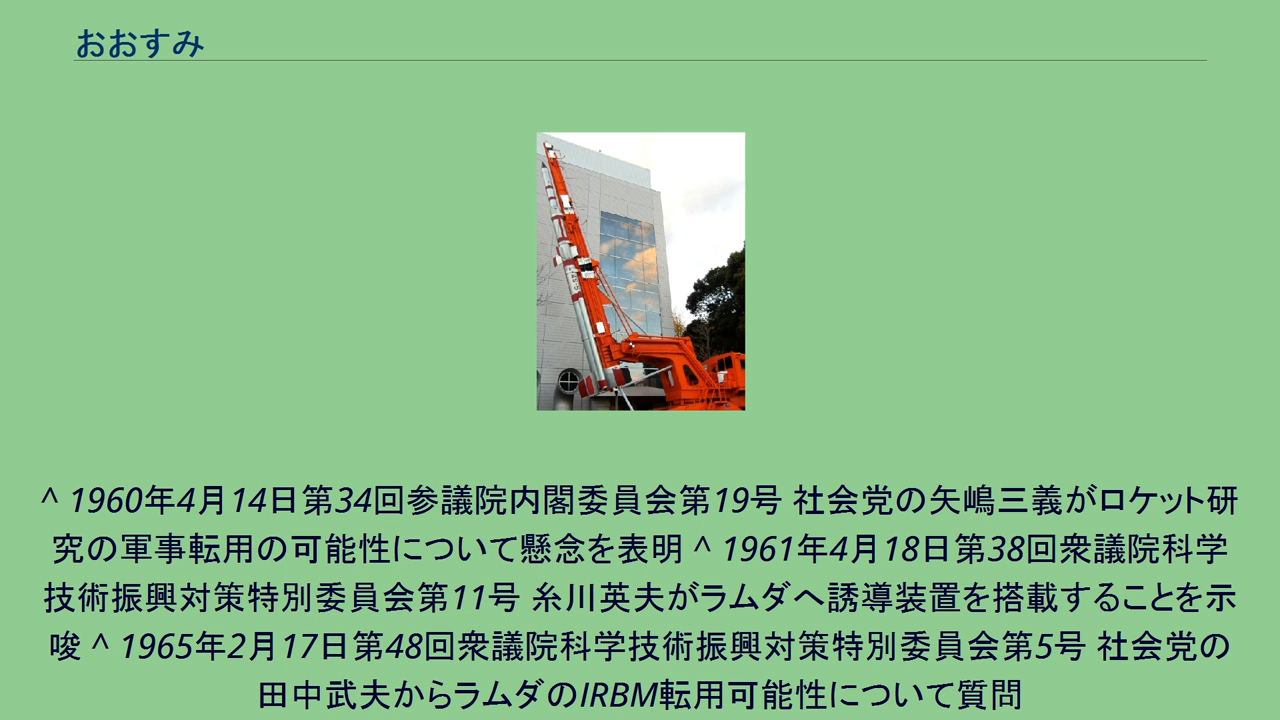 おおすみ
^ 1960年4月14日第34回参議院内閣委員会第19号 社会党の矢嶋三義がロケット研
究の軍事転用の可能性について懸念を表明 ^ 1961年4月18日第38回衆議院科学
技術振興対策特別委員会第11号 糸川英夫がラムダへ誘導装置を搭載することを示
唆 ^ 1965年2月17日第48回衆議院科学技術振興対策特別委員会第5号 社会党の
田中武夫からラムダのIRBM転用可能性について質問